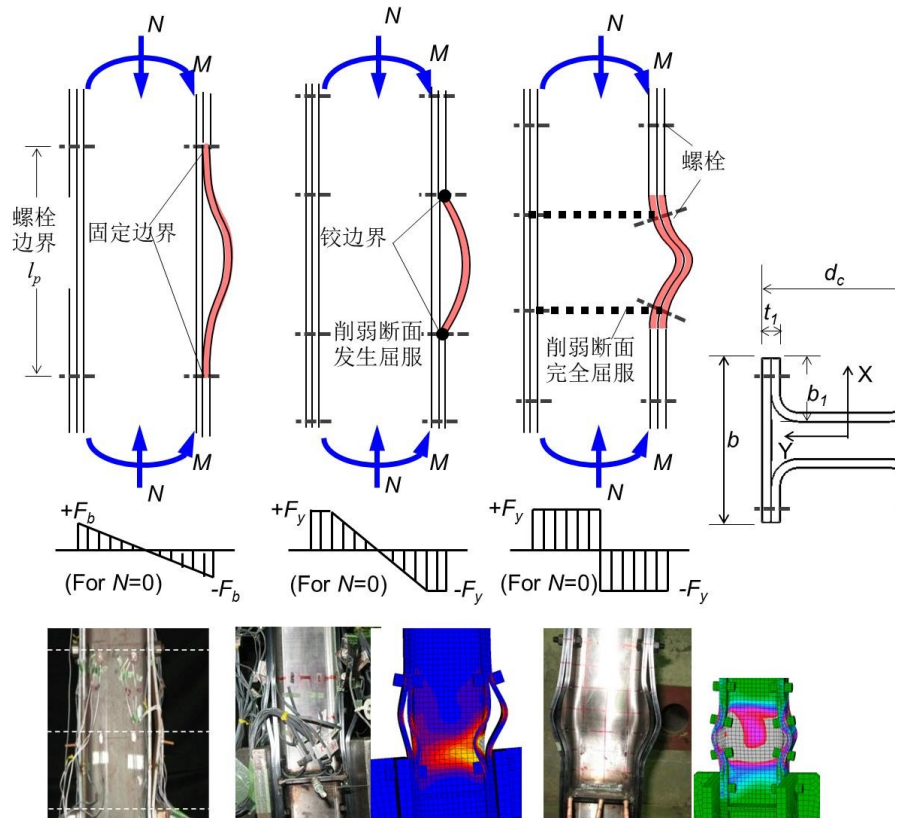 N
M
螺栓
边界
l_p
固定边界
M
N
N
M
铰边界
削弱断面
发生屈服
M
N
N
M
螺栓
削弱断面
完全屈服
M
N
d_c
t_1
b_1
X
b
Y
+F_b
(For N=0)
-F_b
+F_y
(For N=0)
-F_y
+F_y
(For N=0)
-F_y